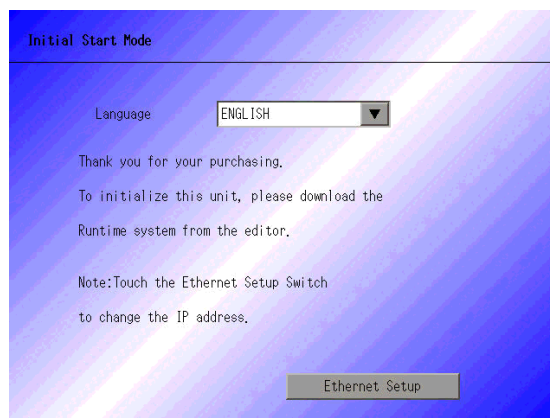 Initial Start Mode
Language ENGLISH
Thank you for your purchasing.
To initialize this unit, please download the
Runtime system from the editor.
Note:Touch the Ethernet Setup Switch
to change the IP address.
Ethernet Setup